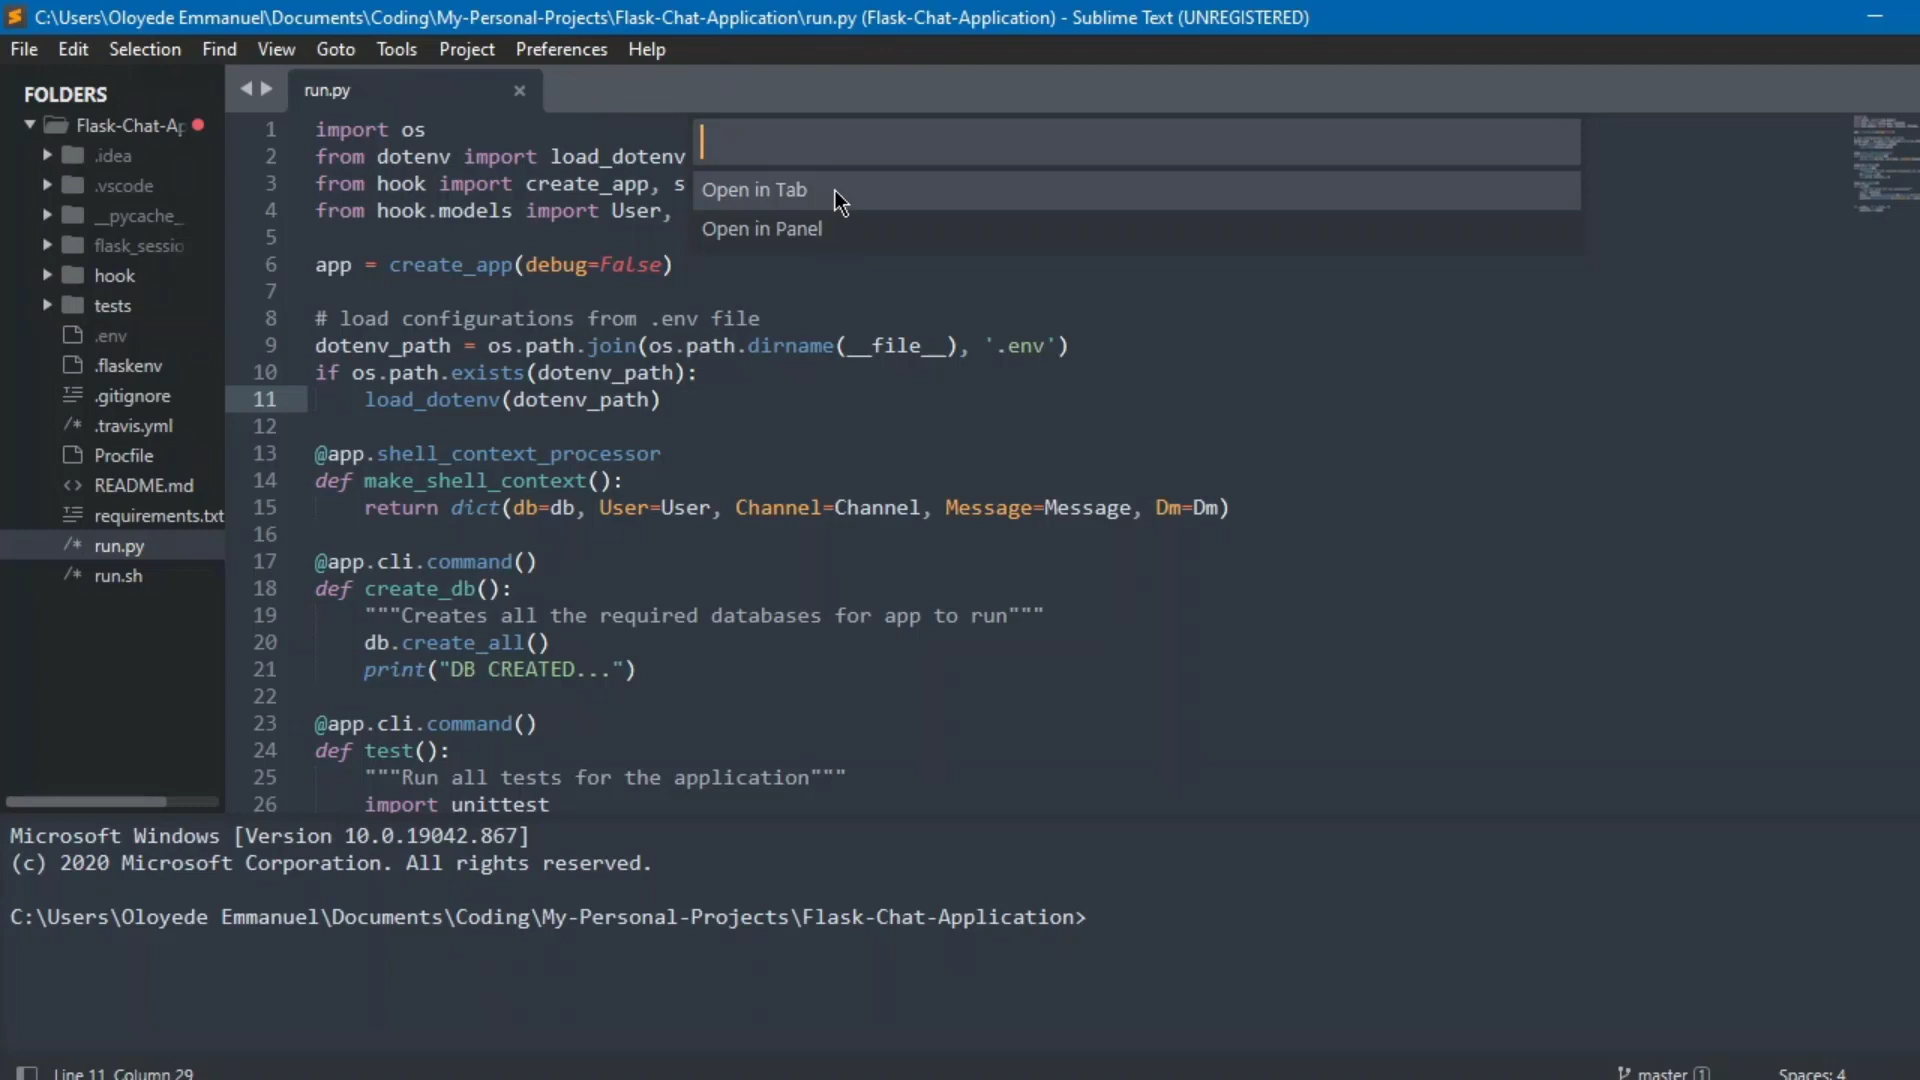 C:\Users\Oloyede Emmanuel\Documents\Coding\My-Personal-Projects\Flask-Chat-Application\run.py (Flask-Chat-Application) - Sublime Text (UNREGISTERED)
File Edit Selection Find View Goto Tools Project Preferences Help
FOLDERS
Flask-Chat-Ap
.idea
.vscode
__pycache_
flask_sessio
hook
tests
.env
.flaskenv
.gitignore
.travis.yml
Procfile
README.md
requirements.txt
run.py
run.sh
run.py
1 import os
2 from dotenv import load_dotenv
3 from hook import create_app, s
4 from hook.models import User,
5
6 app = create_app(debug=False)
7
8 # load configurations from .env file
9 dotenv_path = os.path.join(os.path.dirname(__file__), '.env')
10 if os.path.exists(dotenv_path):
11 load_dotenv(dotenv_path)
12
13 @app.shell_context_processor
14 def make_shell_context():
15 return dict(db=db, User=User, Channel=Channel, Message=Message, Dm=Dm)
16
17 @app.cli.command()
18 def create_db():
19 """Creates all the required databases for app to run"""
20 db.create_all()
21 print("DB CREATED...")
22
23 @app.cli.command()
24 def test():
25 """Run all tests for the application"""
26 import unittest
Open in Tab
Open in Panel
Microsoft Windows [Version 10.0.19042.867]
(c) 2020 Microsoft Corporation. All rights reserved.
C:\Users\Oloyede Emmanuel\Documents\Coding\My-Personal-Projects\Flask-Chat-Application>
Line 11, Column 29
master 1
Spaces: 4